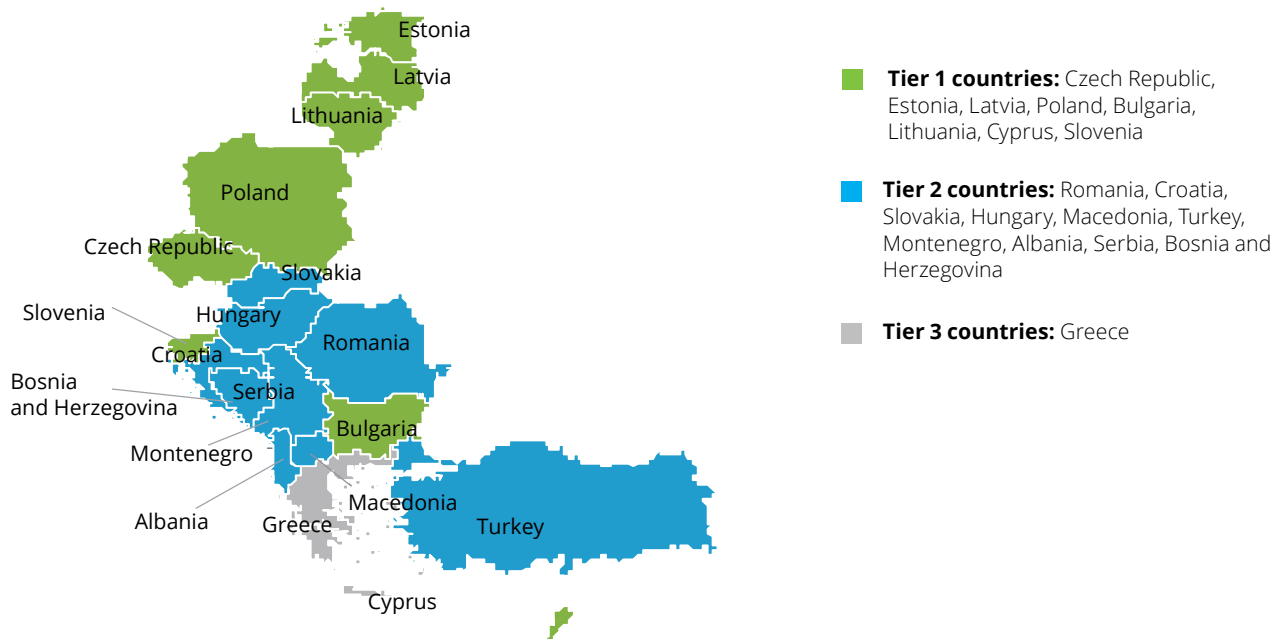 Estonia
Latvia
Lithuania
Poland
Czech Republic
Slovakia
Slovenia
Hungary
Croatia
Romania
Bosnia
and Herzegovina
Serbia
Bulgaria
Montenegro
Macedonia
Albania
Greece
Turkey
Cyprus
Tier 1 countries: Czech Republic,
Estonia, Latvia, Poland, Bulgaria,
Lithuania, Cyprus, Slovenia
Tier 2 countries: Romania, Croatia,
Slovakia, Hungary, Macedonia, Turkey,
Montenegro, Albania, Serbia, Bosnia and
Herzegovina
Tier 3 countries: Greece